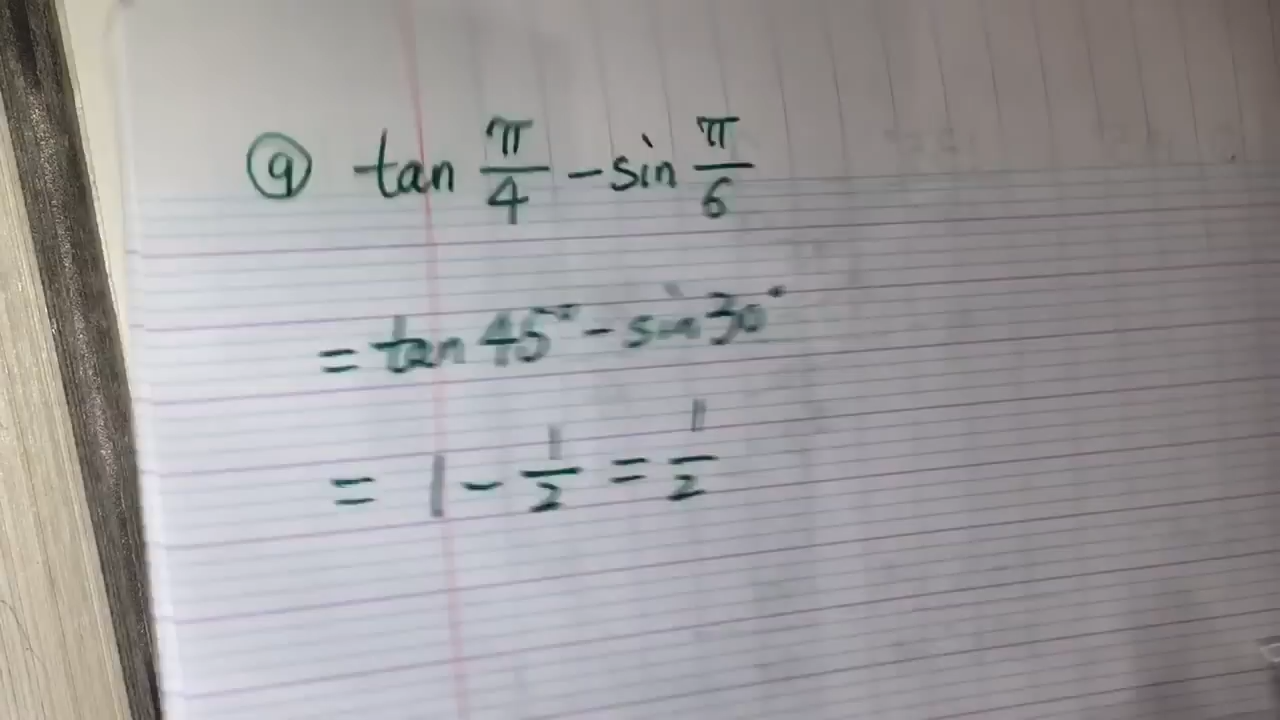 ⑨ tan π/4 - sin π/6
= tan 45° - sin 30°
= 1 - 1/2 = 1/2